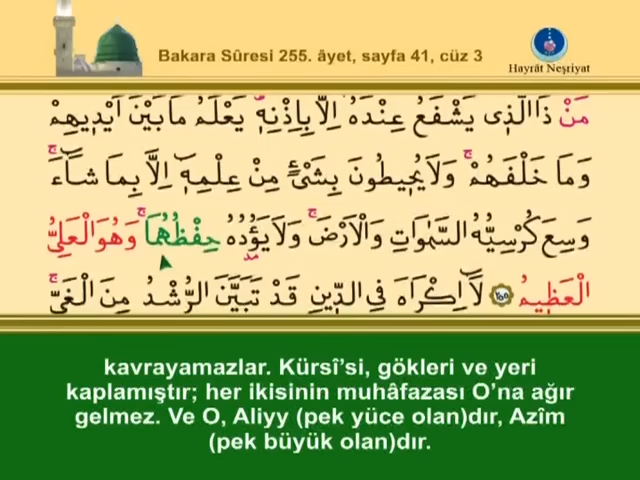 Bakara Sûresi 255. âyet, sayfa 41, cüz 3
Hayrât Neşriyat
مَنْ ذَا الَّذٖى يَشْفَعُ عِنْدَهُٓ اِلَّا بِاِذْنِهٖۜ يَعْلَمُ مَا بَيْنَ اَيْدٖيهِمْ
وَمَا خَلْفَهُمْۚ وَلَا يُحٖيطُونَ بِشَىْءٍ مِنْ عِلْمِهٖٓ اِلَّا بِمَا شَٓاءَۚ
وَسِعَ كُرْسِيُّهُ السَّمٰوَاتِ وَالْاَرْضَۚ وَلَا يَؤُدُهُ حِفْظُهُمَاۚ وَهُوَ الْعَلِىُّ
الْعَظٖيمُ ٢٥٥ لَٓا اِكْرَاهَ فِى الدّٖينِ قَدْ تَبَيَّنَ الرُّشْدُ مِنَ الْغَىِّۚ
kavrayamazlar. Kürsî’si, gökleri ve yeri
kaplamıştır; her ikisinin muhâfazası O’na ağır
gelmez. Ve O, Aliyy (pek yüce olan)dır, Azîm
(pek büyük olan)dır.